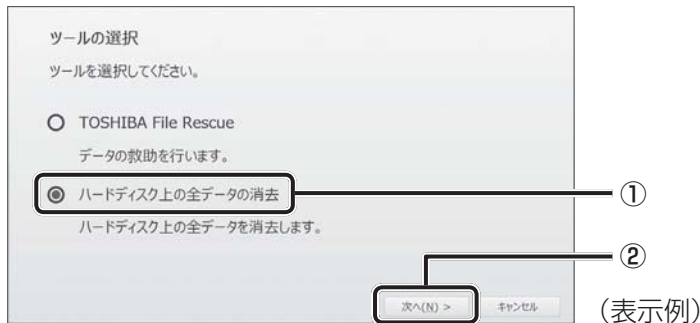 ツールの選択
ツールを選択してください。
TOSHIBA File Rescue
データの救助を行います。
ハードディスク上の全データの消去
①
ハードディスク上の全データを消去します。
②
次へ(N) > キャンセル
(表示例)